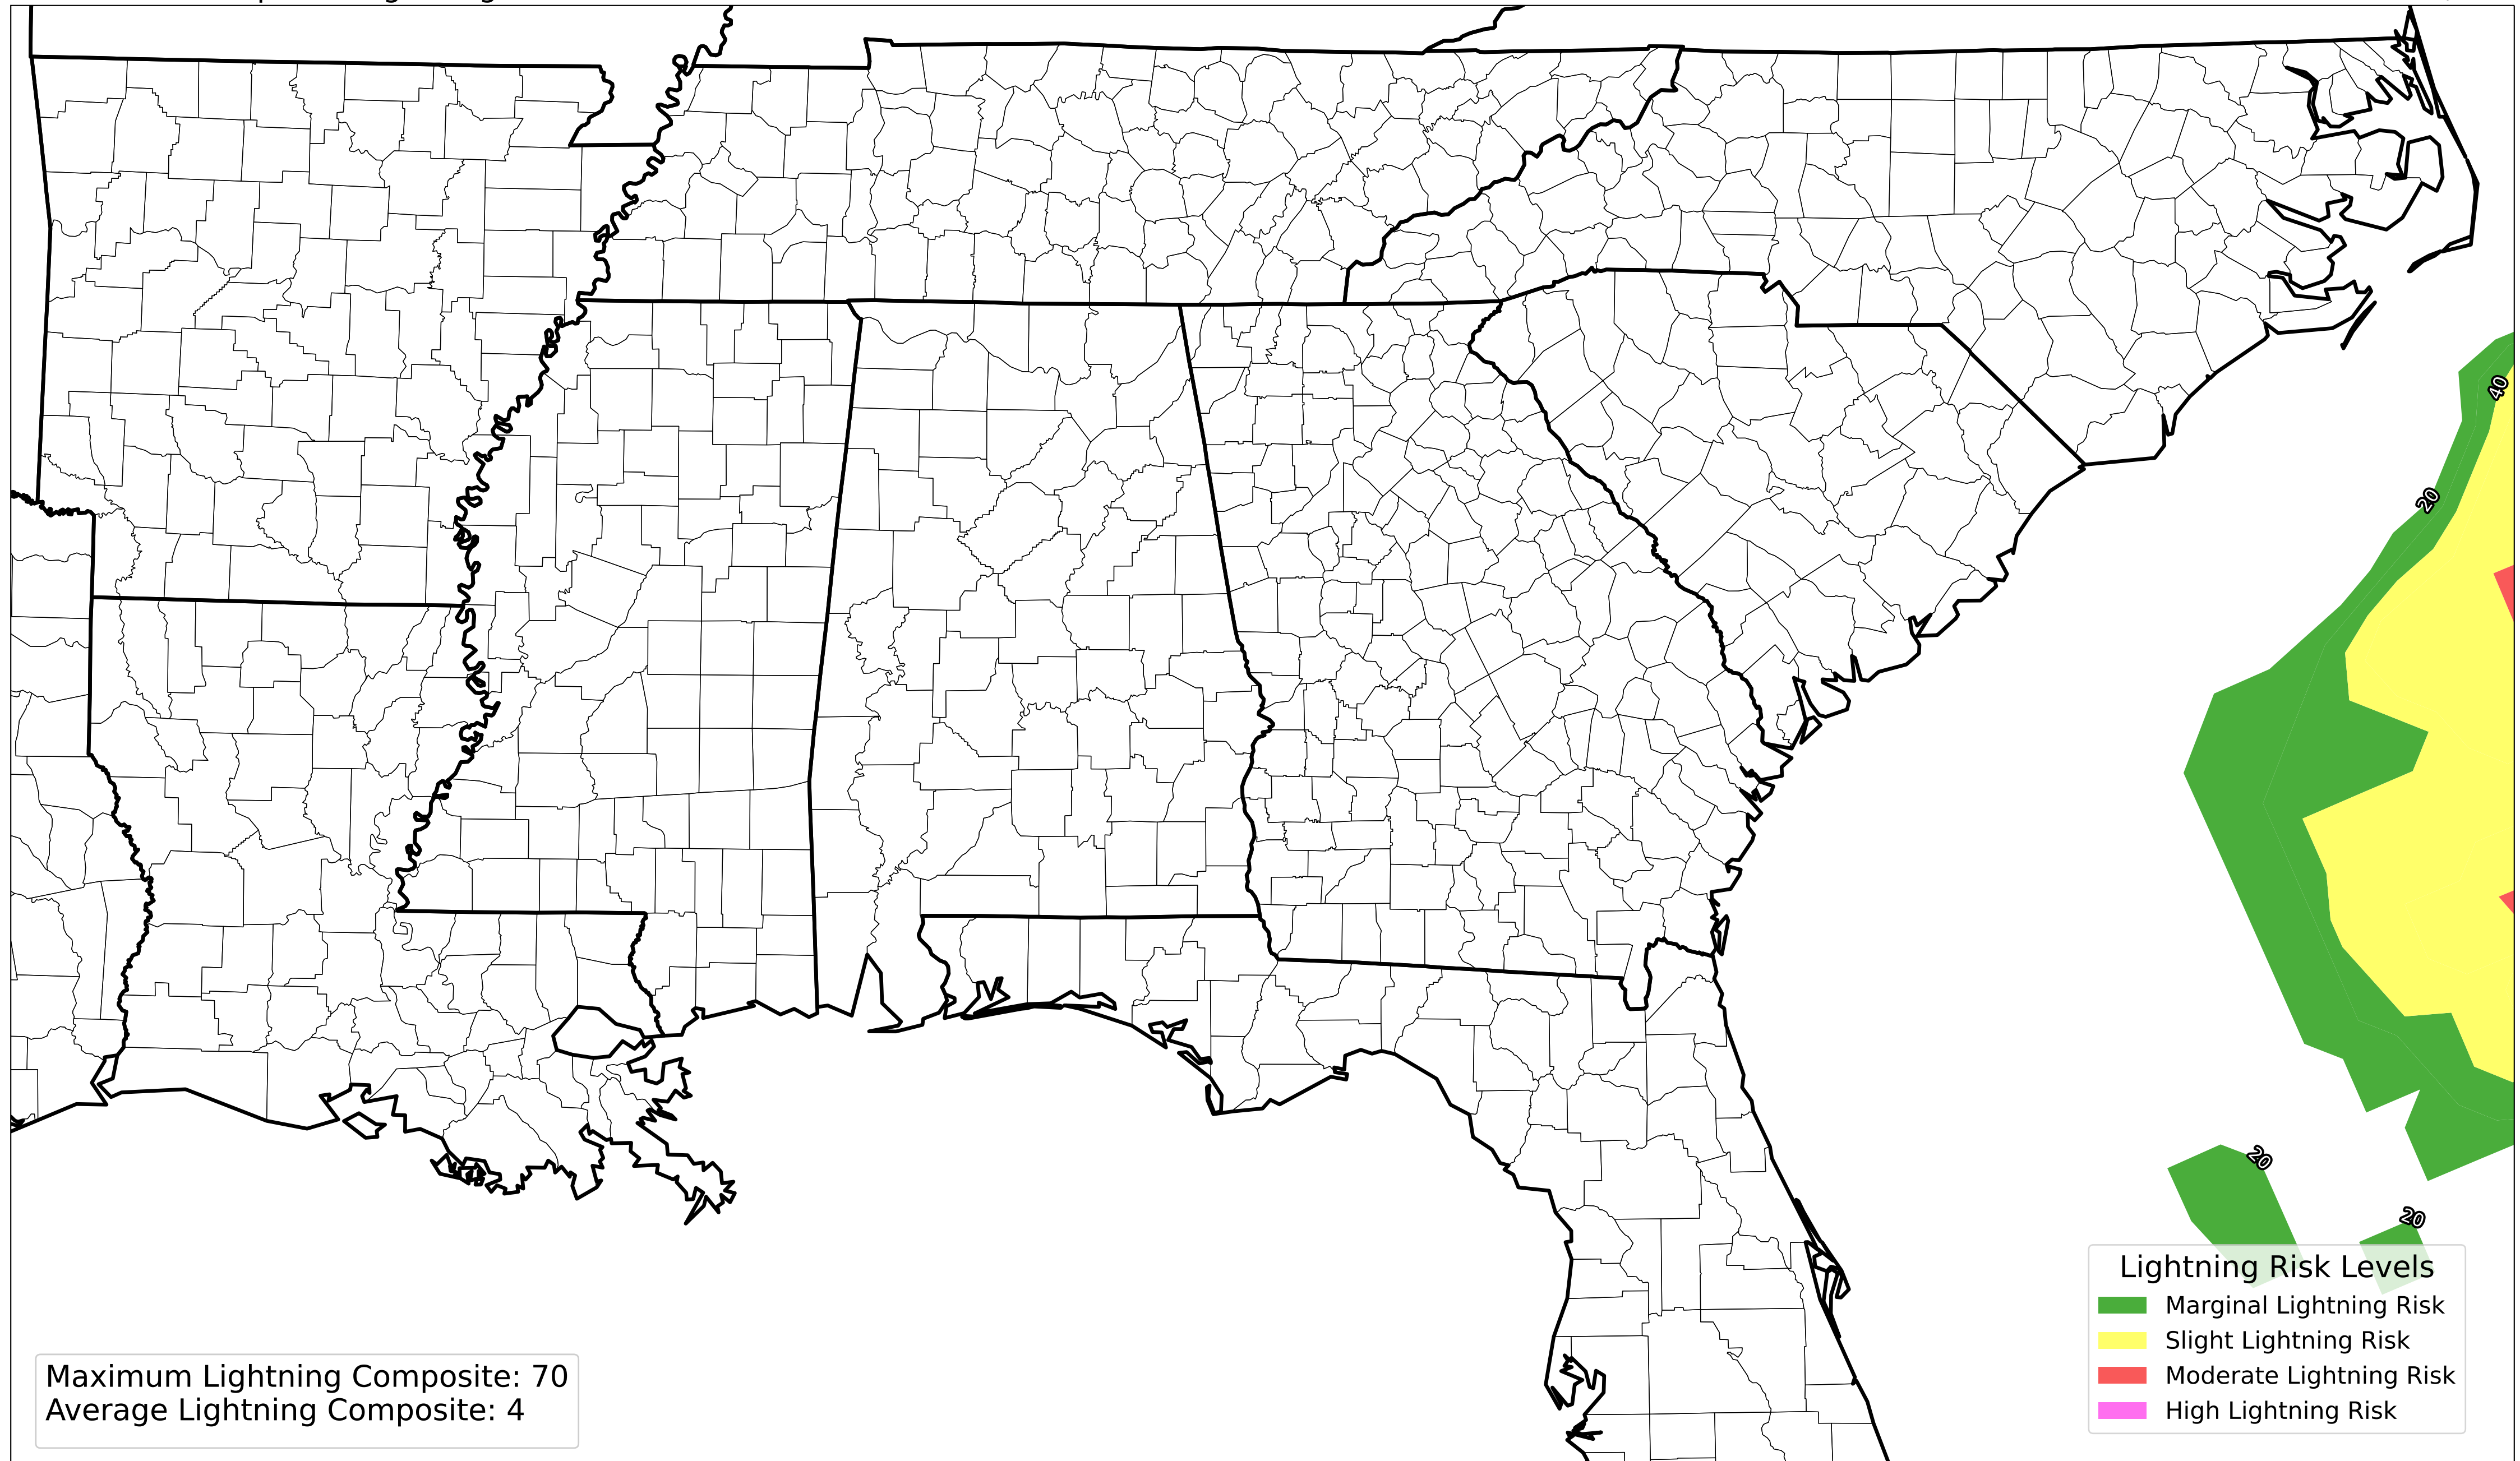 40
20
20
20
Lightning Risk Levels
Marginal Lightning Risk
Slight Lightning Risk
Moderate Lightning Risk
High Lightning Risk
Maximum Lightning Composite: 70
Average Lightning Composite: 4